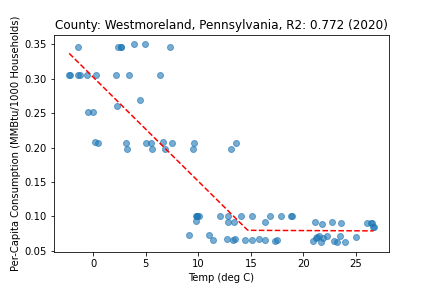 County: Westmoreland, Pennsylvania, R2: 0.772 (2020)
Per-Capita Consumption (MMBtu/1000 Households)
0.35
0.30
0.25
0.20
0.15
0.10
0.05
0 5 10 15 20 25
Temp (deg C)